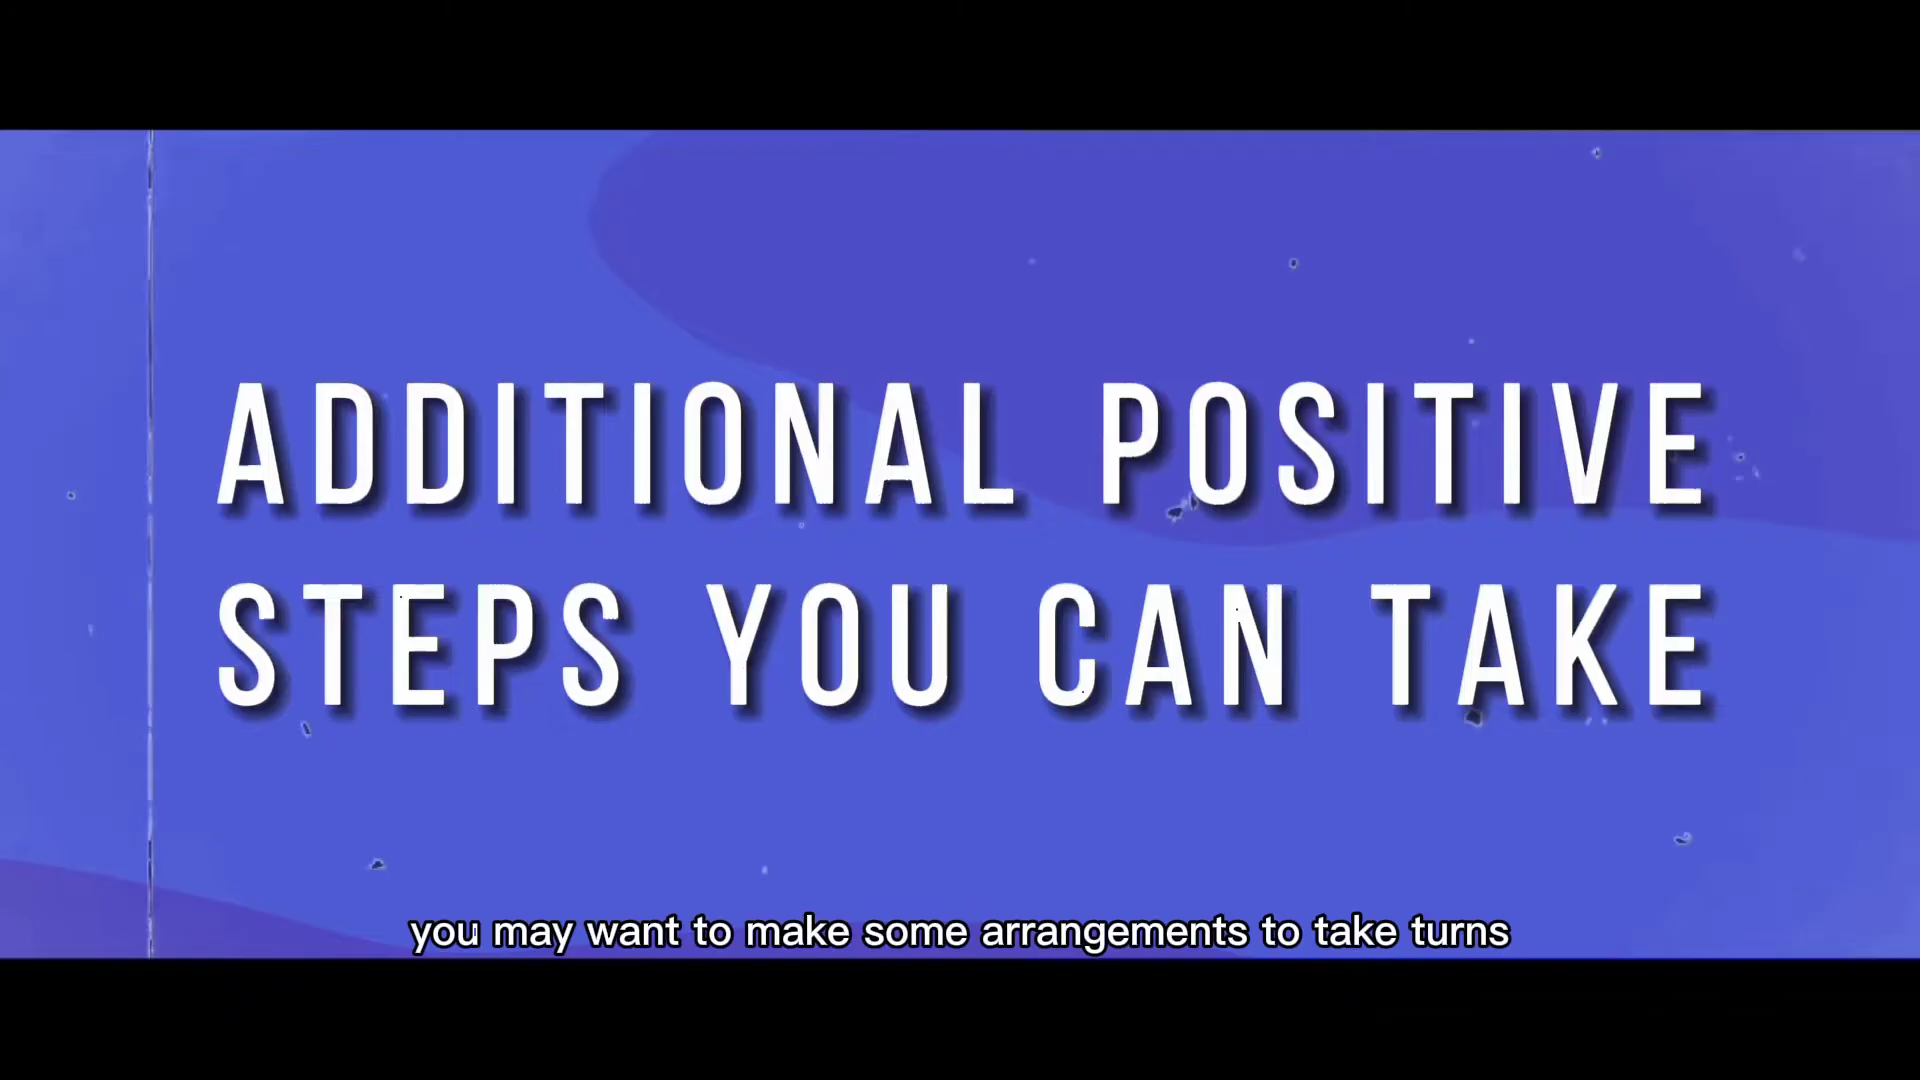 ADDITIONAL POSITIVE
STEPS YOU CAN TAKE
you may want to make some arrangements to take turns